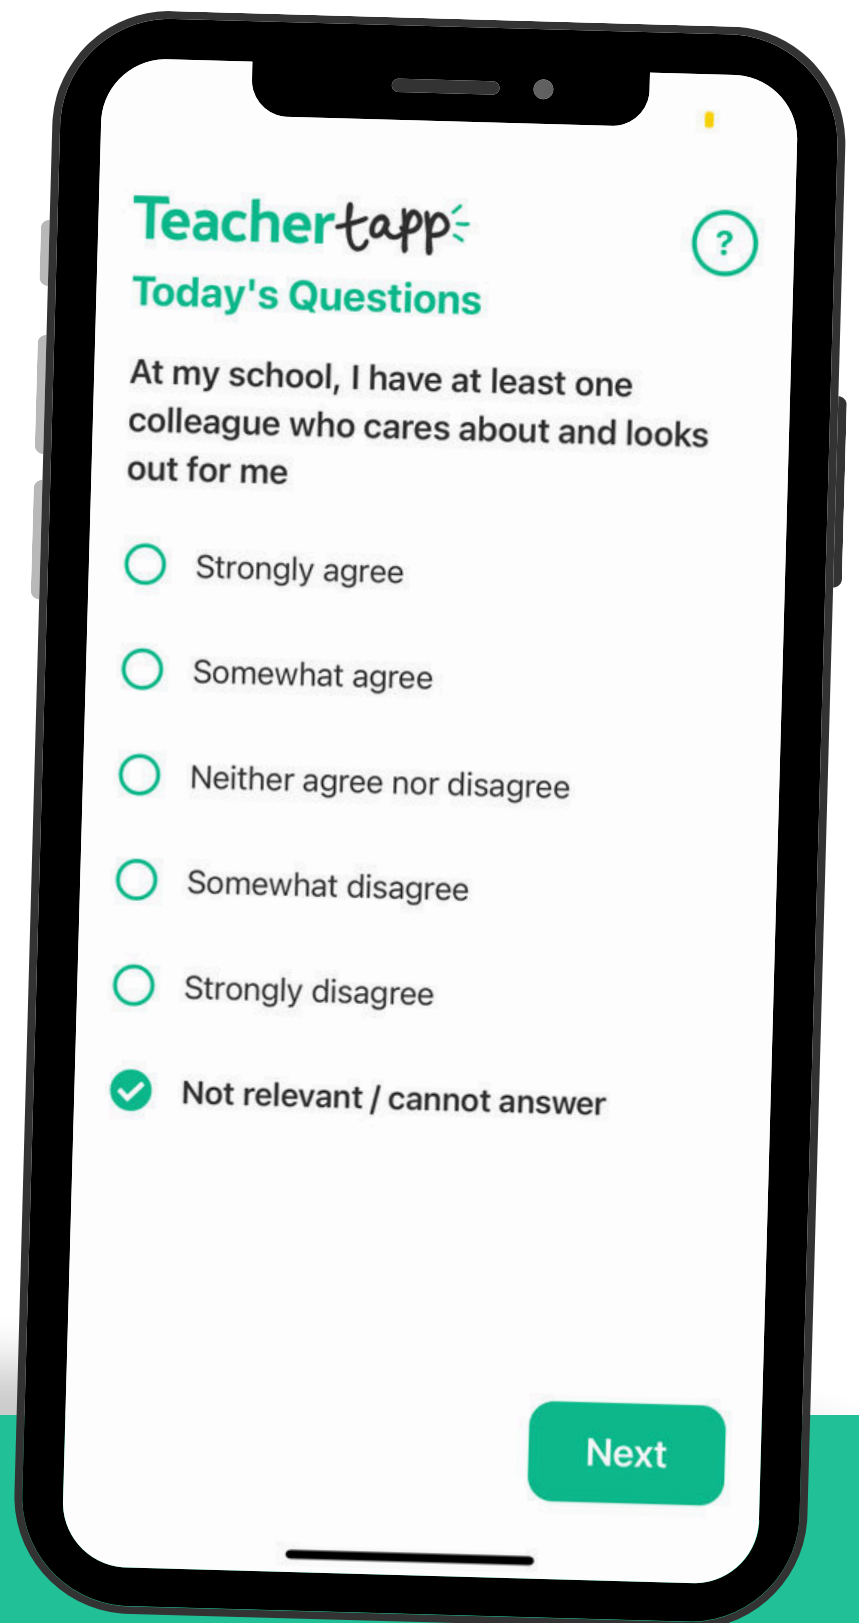 Teachertapp
?
Today's Questions
At my school, I have at least one
colleague who cares about and looks
out for me
Strongly agree
Somewhat agree
Neither agree nor disagree
Somewhat disagree
Strongly disagree
Not relevant / cannot answer
Next